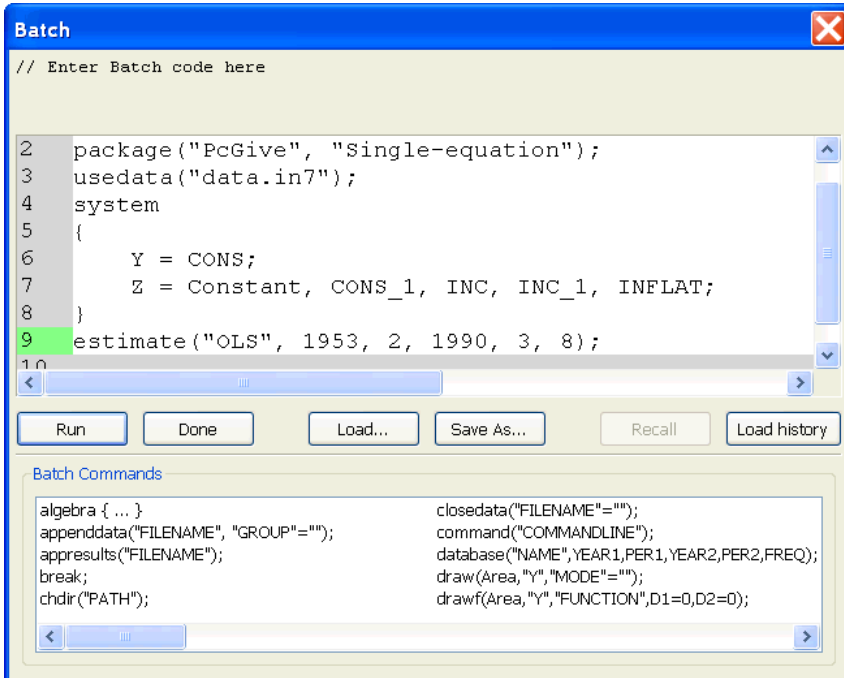 Batch
// Enter Batch code here
2 package("PcGive", "Single-equation");
3 usedata("data.in7");
4 system
5 {
6 Y = CONS;
7 Z = Constant, CONS_1, INC, INC_1, INFLAT;
8 }
9 estimate("OLS", 1953, 2, 1990, 3, 8);
10
Run Done Load... Save As... Recall Load history
Batch Commands
algebra { ... } closedata("FILENAME"="");
appenddata("FILENAME", "GROUP"=""); command("COMMANDLINE");
appresults("FILENAME"); database("NAME",YEAR1,PER1,YEAR2,PER2,FREQ);
break; draw(Area,"Y","MODE"="");
chdir("PATH"); drawf(Area,"Y","FUNCTION",D1=0,D2=0);